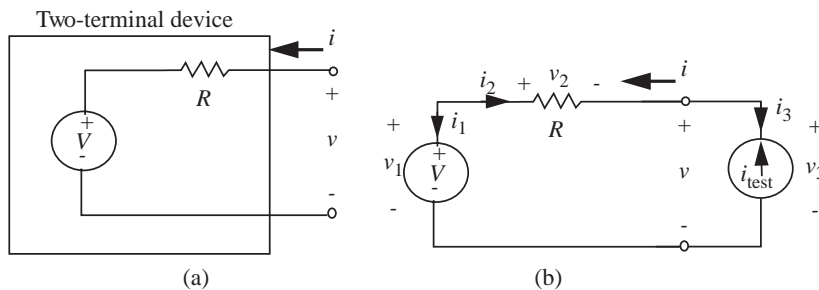 Two-terminal device
i
R
+
V
-
+
v
-
(a)
i2
+
v2
-
i
i1
R
i3
+
v1
-
+
V
-
+
v
-
itest
+
v3
-
(b)